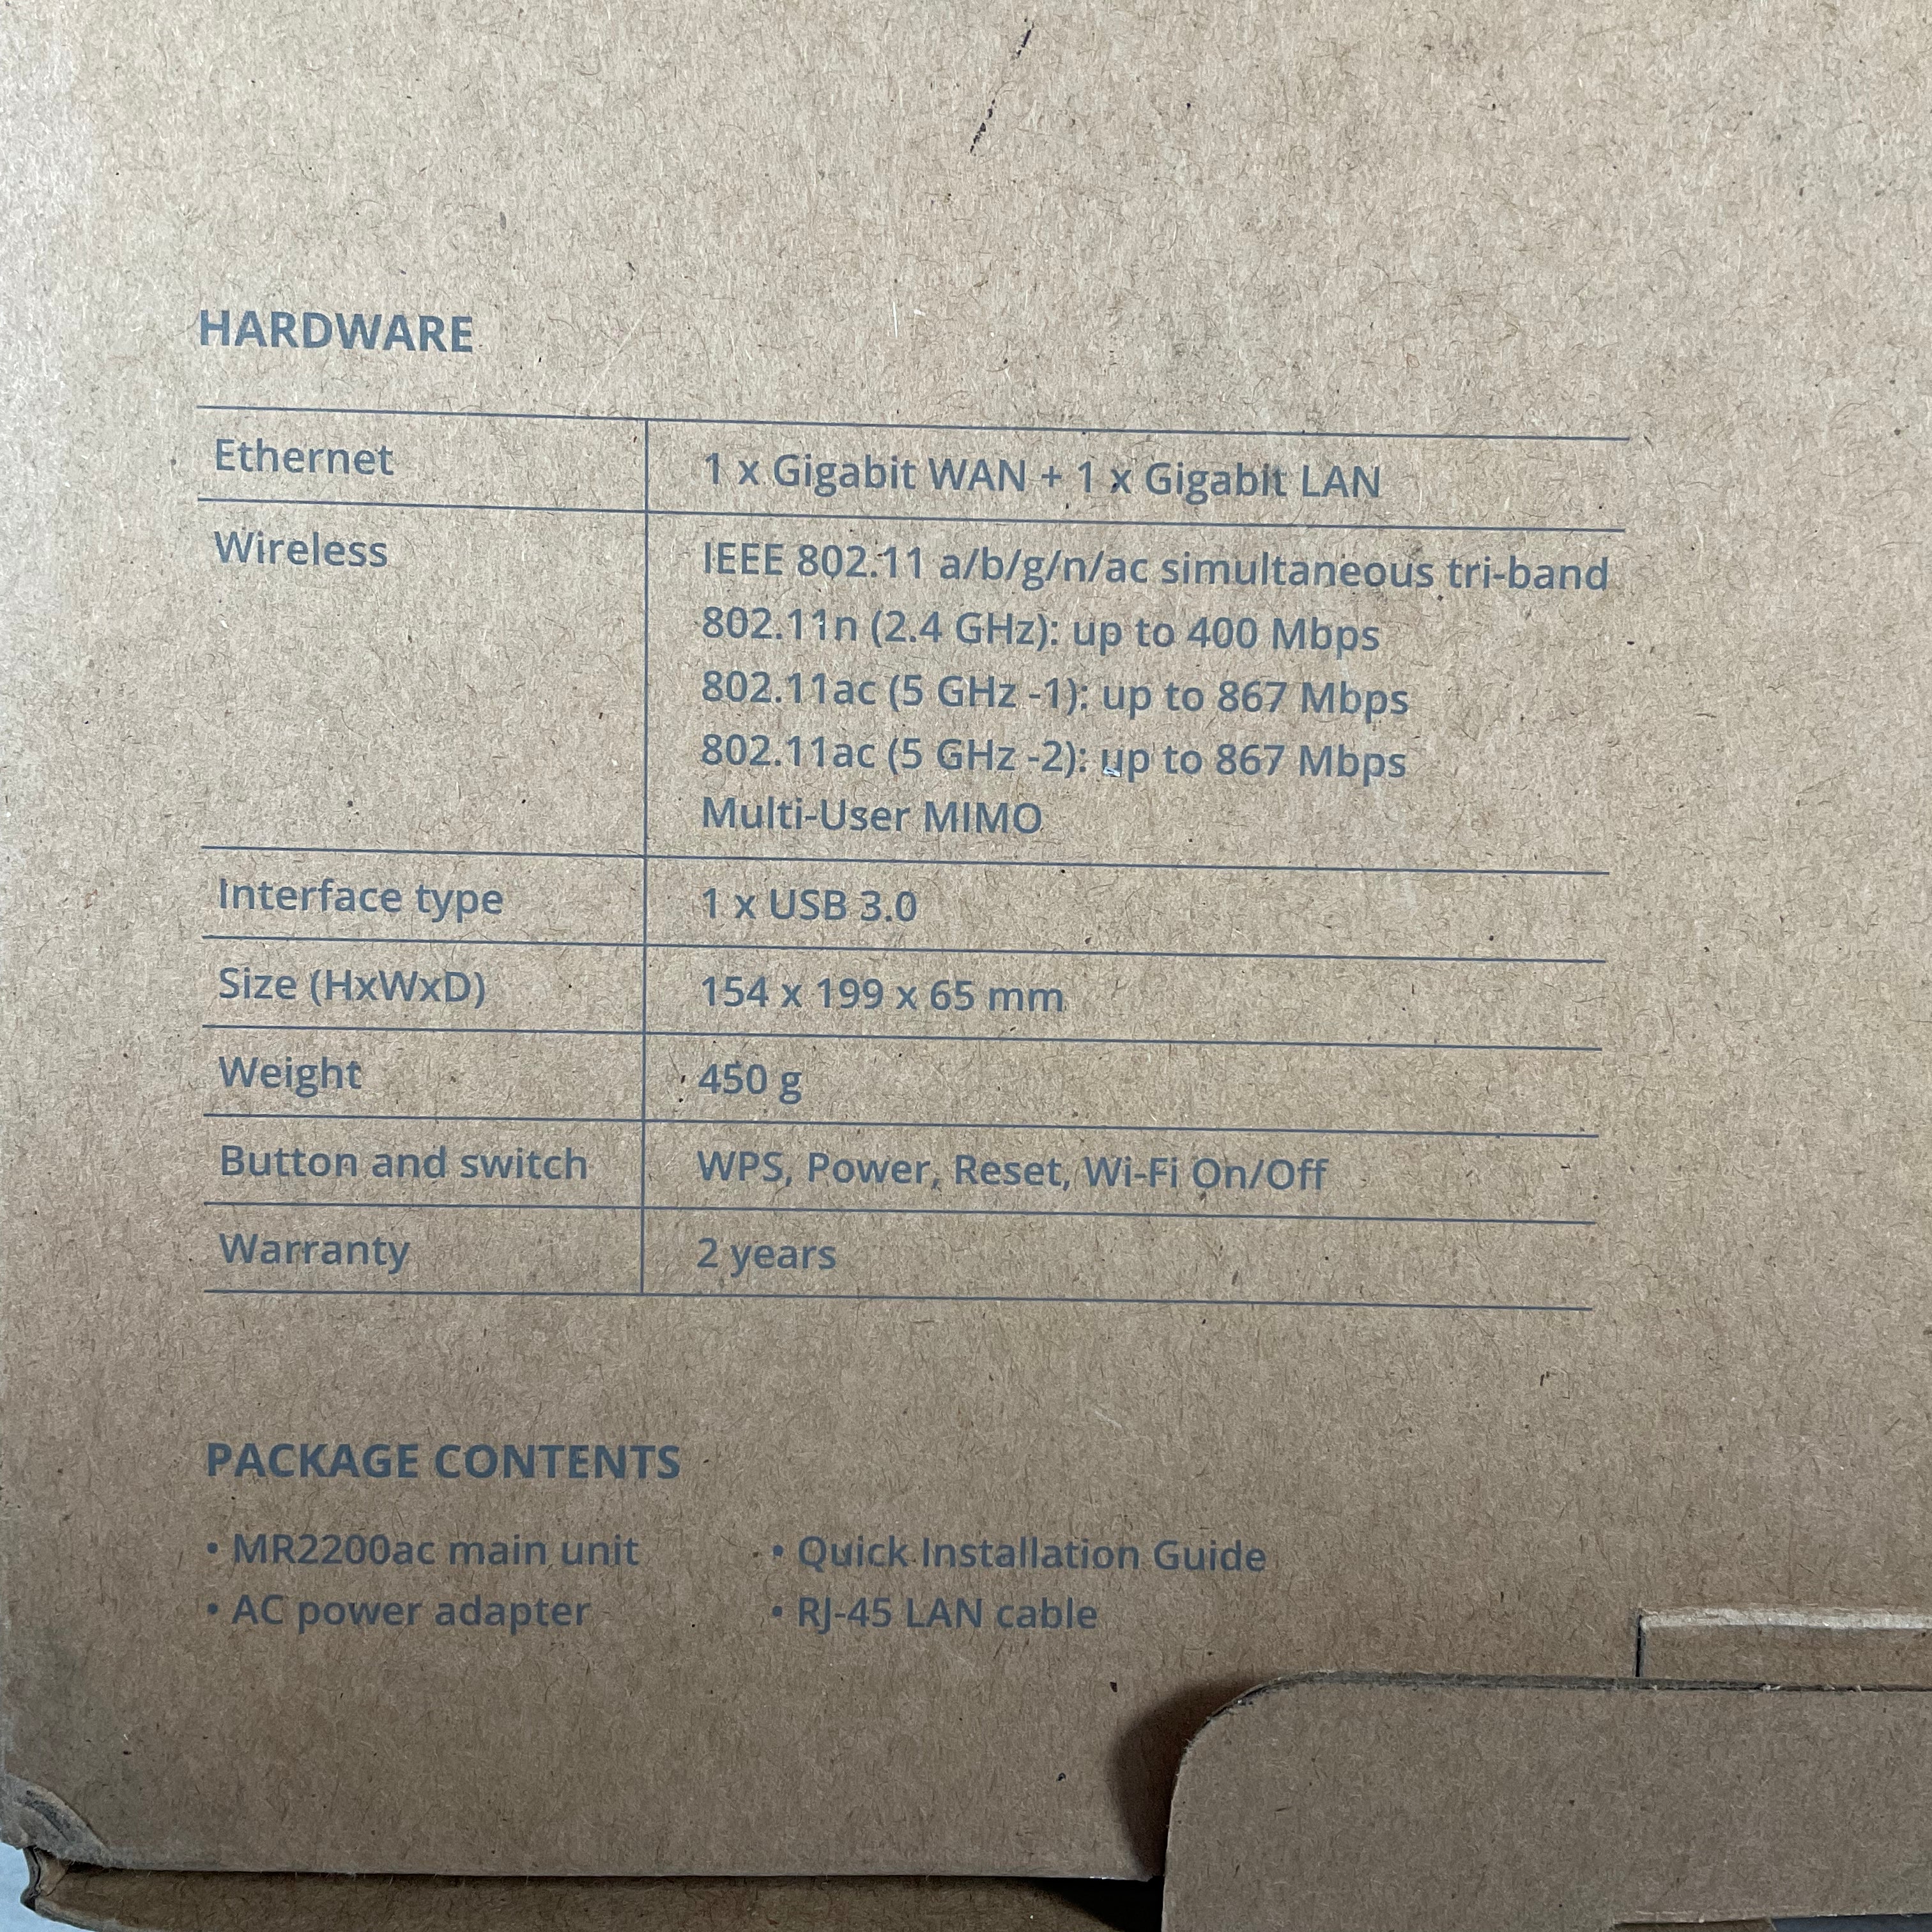 HARDWARE
Ethernet 1 x Gigabit WAN + 1 x Gigabit LAN
Wireless IEEE 802.11 a/b/g/n/ac simultaneous tri-band
802.11n (2.4 GHz): up to 400 Mbps
802.11ac (5 GHz -1): up to 867 Mbps
802.11ac (5 GHz -2): up to 867 Mbps
Multi-User MIMO
Interface type 1 x USB 3.0
Size (HxWxD) 154 x 199 x 65 mm
Weight 450 g
Button and switch WPS, Power, Reset, Wi-Fi On/Off
Warranty 2 years
PACKAGE CONTENTS
• MR2200ac main unit • Quick Installation Guide
• AC power adapter • RJ-45 LAN cable